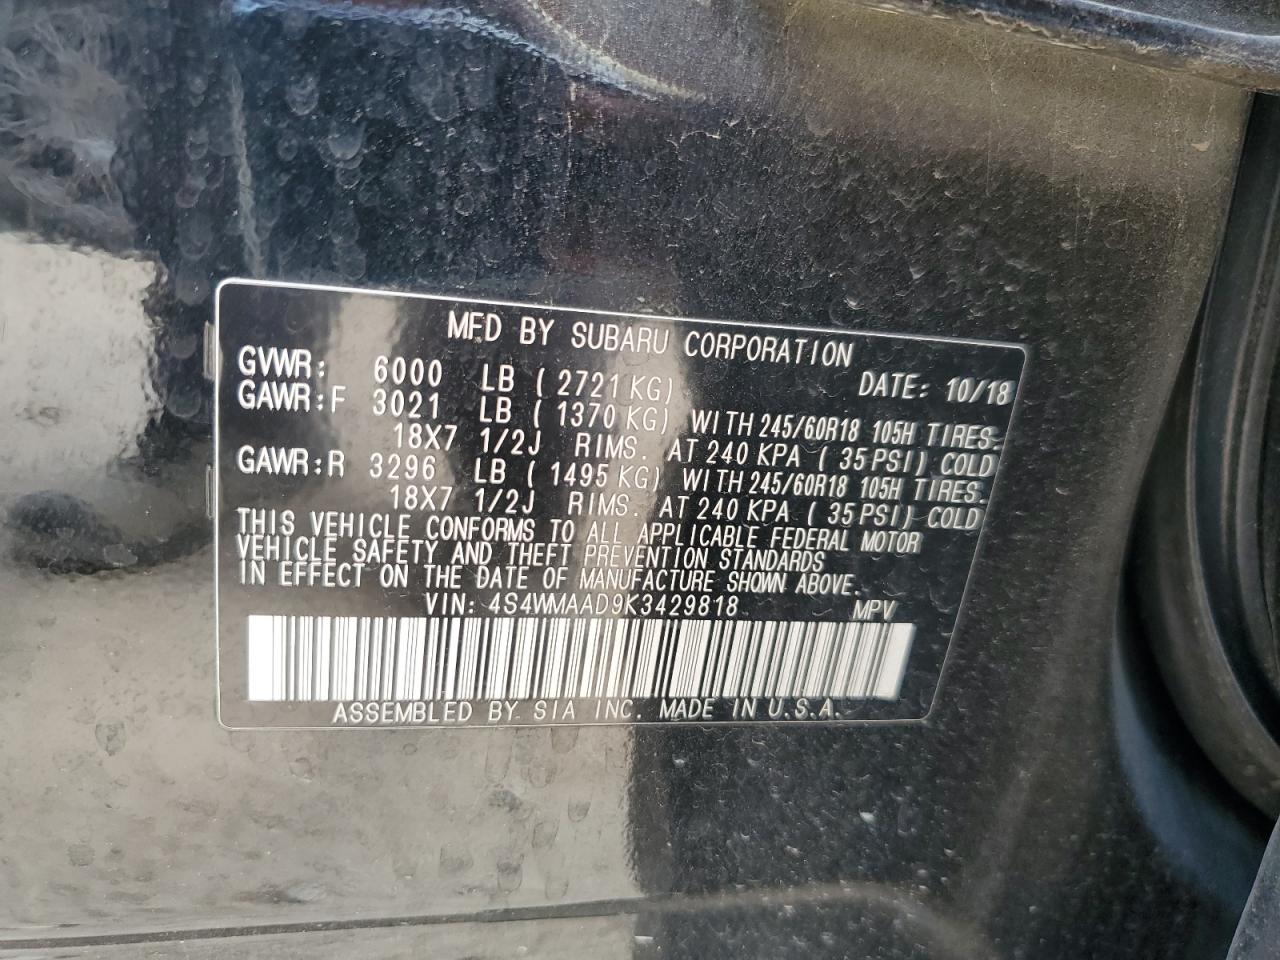 MFD BY SUBARU CORPORATION
GVWR: 6000 LB ( 2721 KG) DATE: 10/18
GAWR:F 3021 LB ( 1370 KG) WITH 245/60R18 105H TIRES.
18X7 1/2J RIMS. AT 240 KPA ( 35 PSI) COLD
GAWR:R 3296 LB ( 1495 KG) WITH 245/60R18 105H TIRES.
18X7 1/2J RIMS. AT 240 KPA ( 35 PSI) COLD
THIS VEHICLE CONFORMS TO ALL APPLICABLE FEDERAL MOTOR
VEHICLE SAFETY AND THEFT PREVENTION STANDARDS
IN EFFECT ON THE DATE OF MANUFACTURE SHOWN ABOVE.
VIN: 4S4WMAAD9K3429818 MPV
ASSEMBLED BY SIA INC. MADE IN U.S.A.